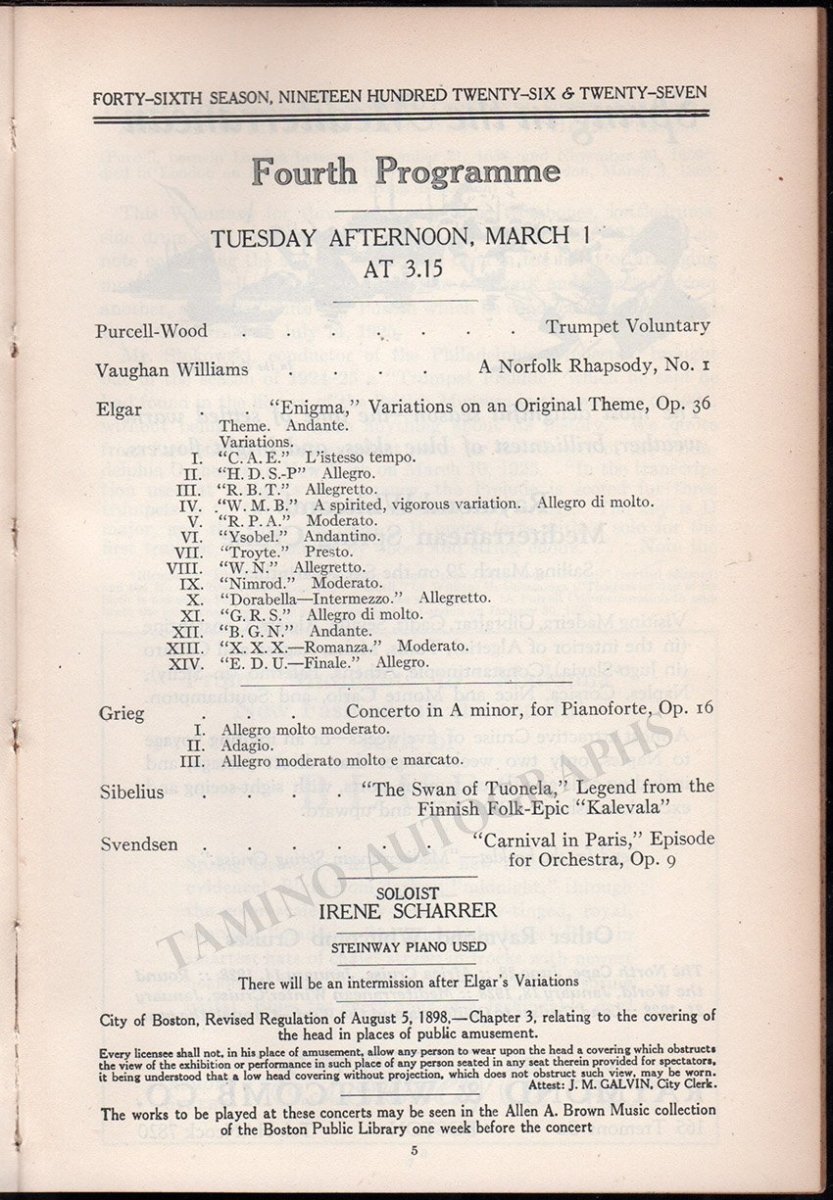 FORTY-SIXTH SEASON, NINETEEN HUNDRED TWENTY-SIX & TWENTY-SEVEN
Fourth Programme
TUESDAY AFTERNOON, MARCH 1
AT 3.15
Purcell-Wood . . . . . . . Trumpet Voluntary
Vaughan Williams . . . . A Norfolk Rhapsody, No. 1
Elgar . . "Enigma," Variations on an Original Theme, Op. 36
Theme. Andante.
Variations.
I. "C. A. E." L'istesso tempo.
II. "H. D. S.-P" Allegro.
III. "R. B. T." Allegretto.
IV. "W. M. B." A spirited, vigorous variation. Allegro di molto.
V. "R. P. A." Moderato.
VI. "Ysobel." Andantino.
VII. "Troyte." Presto.
VIII. "W. N." Allegretto.
IX. "Nimrod." Moderato.
X. "Dorabella—Intermezzo." Allegretto.
XI. "G. R. S." Allegro di molto.
XII. "B. G. N." Andante.
XIII. "X. X. X.—Romanza." Moderato.
XIV. "E. D. U.—Finale." Allegro.
Grieg . . . . Concerto in A minor, for Pianoforte, Op. 16
I. Allegro molto moderato.
II. Adagio.
III. Allegro moderato molto e marcato.
Sibelius . . . . . "The Swan of Tuonela," Legend from the
Finnish Folk-Epic "Kalevala"
Svendsen . . . . . . "Carnival in Paris," Episode
for Orchestra, Op. 9
SOLOIST
IRENE SCHARRER
STEINWAY PIANO USED
There will be an intermission after Elgar's Variations
City of Boston, Revised Regulation of August 5, 1898,—Chapter 3, relating to the covering of
the head in places of public amusement.
Every licensee shall not, in his place of amusement, allow any person to wear upon the head a covering which obstructs
the view of the exhibition or performance in such place of any person seated in any seat therein provided for spectators,
it being understood that a low head covering without projection, which does not obstruct such view, may be worn.
Attest: J. M. GALVIN, City Clerk.
The works to be played at these concerts may be seen in the Allen A. Brown Music collection
of the Boston Public Library one week before the concert
5
TAMINO AUTOGRAPHS